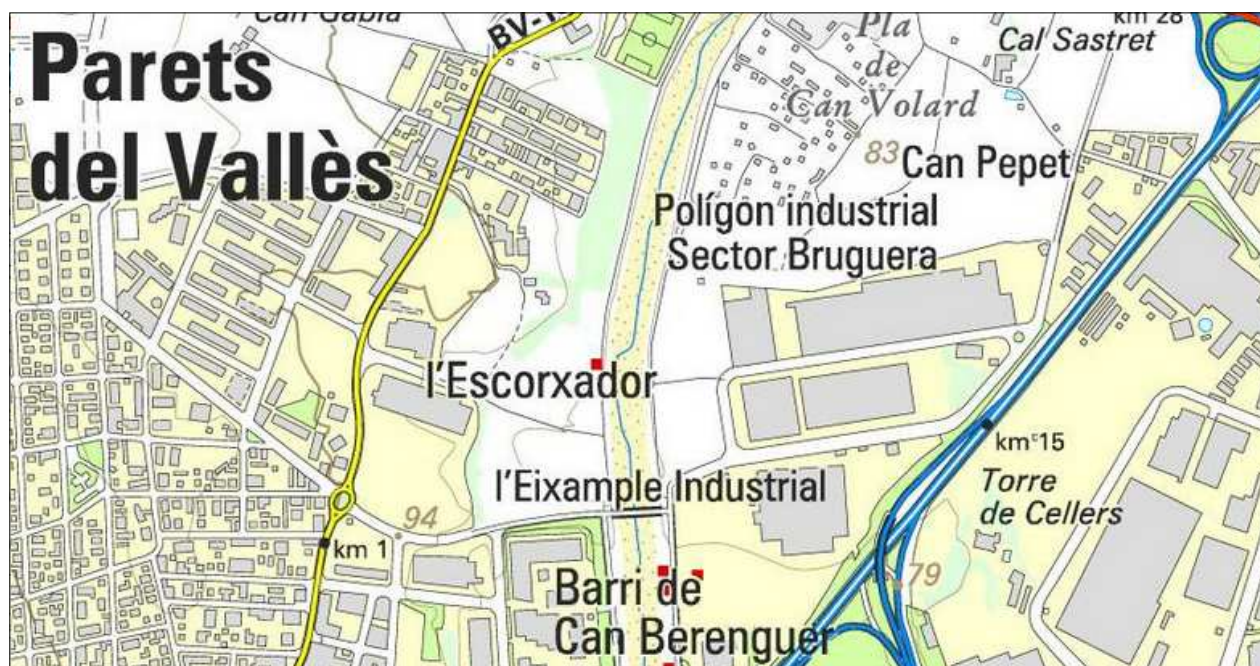 Can Gabia
BV-1
km 28
Parets
del Vallès
Pla
de
Can Volard
Cal Sastret
83
Can Pepet
Polígon industrial
Sector Bruguera
l'Escorxador
km 15
l'Eixample Industrial
Torre
de Cellers
94
km 1
79
Barri de
Can Berenguer